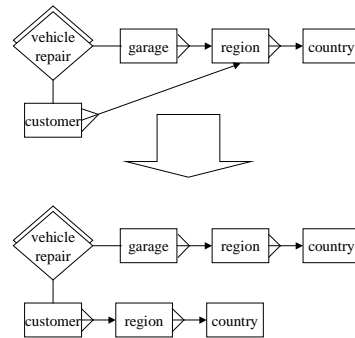 vehicle
repair
garage
region
country
customer
vehicle
repair
garage
region
country
customer
region
country